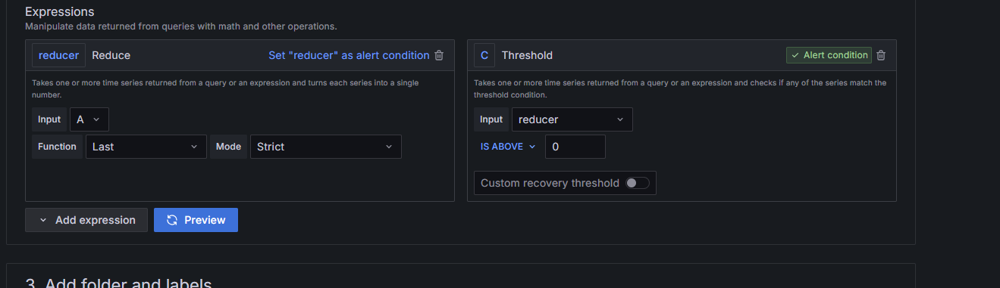 Expressions
Manipulate data returned from queries with math and other operations.
reducer Reduce Set "reducer" as alert condition
Takes one or more time series returned from a query or an expression and turns each series into a single
number.
Input A
Function Last Mode Strict
C Threshold Alert condition
Takes one or more time series returned from a query or an expression and checks if any of the series match the
threshold condition.
Input reducer
IS ABOVE 0
Custom recovery threshold
Add expression Preview
3. Add folder and labels